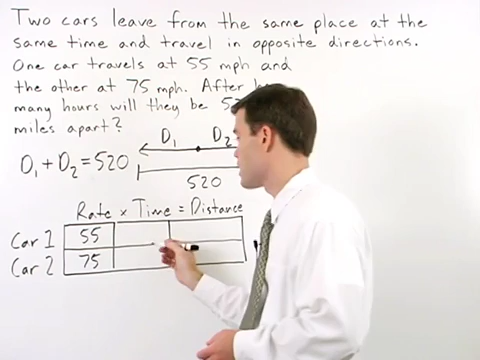 Two cars leave from the same place at the
same time and travel in opposite directions.
One car travels at 55 mph and
the other at 75 mph. After
many hours will they be
miles apart?
D₁ D₂
D₁ + D₂ = 520
520
Rate × Time = Distance
Car 1 55
Car 2 75